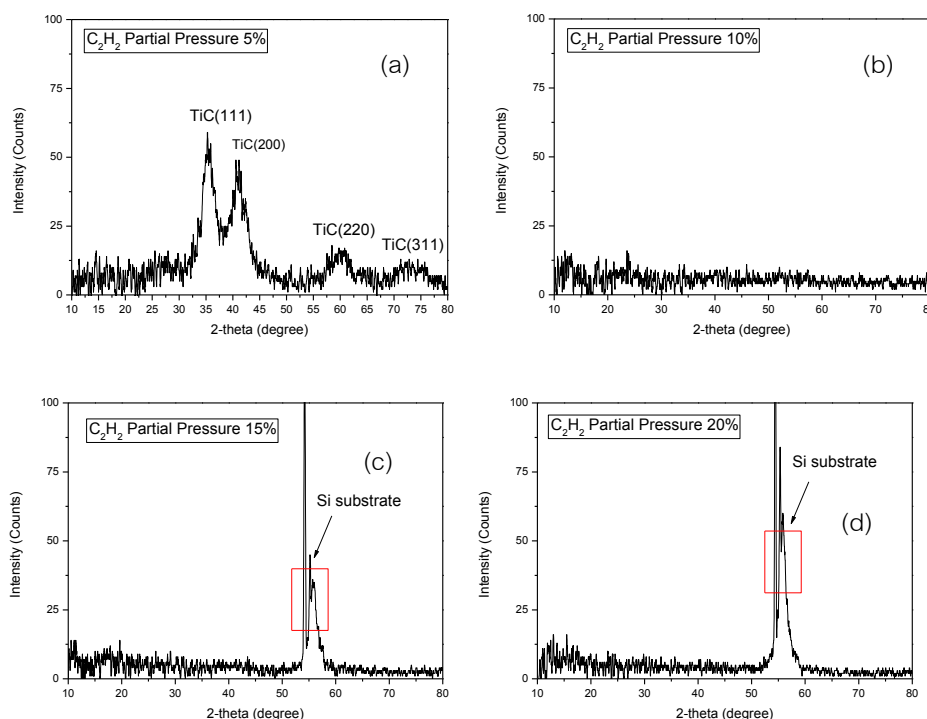 C₂H₂ Partial Pressure 5%
(a)
TiC(111)
TiC(200)
TiC(220)
TiC(311)
Intensity (Counts)
100
75
50
25
0
10 15 20 25 30 35 40 45 50 55 60 65 70 75 80
2-theta (degree)
C₂H₂ Partial Pressure 10%
(b)
Intensity (Counts)
100
75
50
25
0
10 20 30 40 50 60 70 80
2-theta (degree)
C₂H₂ Partial Pressure 15%
(c)
Si substrate
Intensity (Counts)
100
75
50
25
0
10 20 30 40 50 60 70 80
2-theta (degree)
C₂H₂ Partial Pressure 20%
Si substrate
(d)
Intensity (Counts)
100
75
50
25
0
10 20 30 40 50 60 70 80
2-theta (degree)